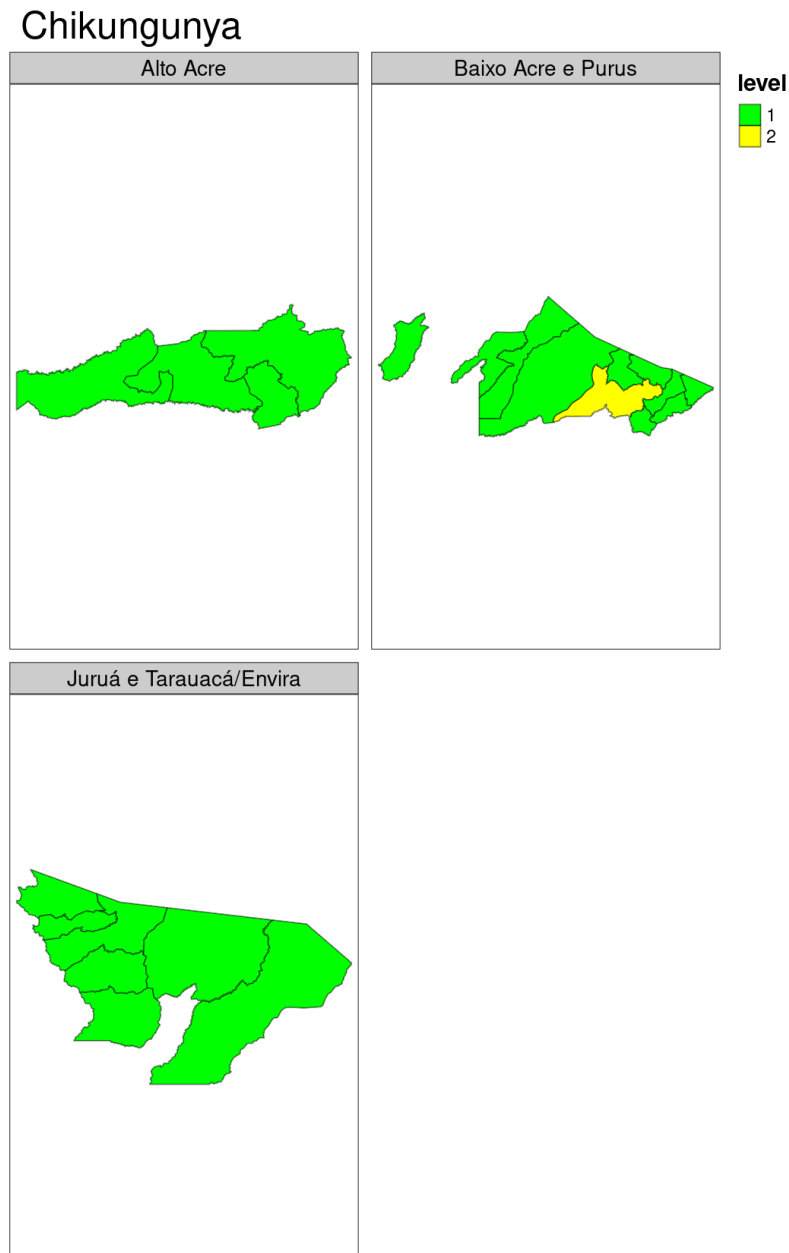 Chikungunya
Alto Acre
Baixo Acre e Purus
level
1
2
Juruá e Tarauacá/Envira